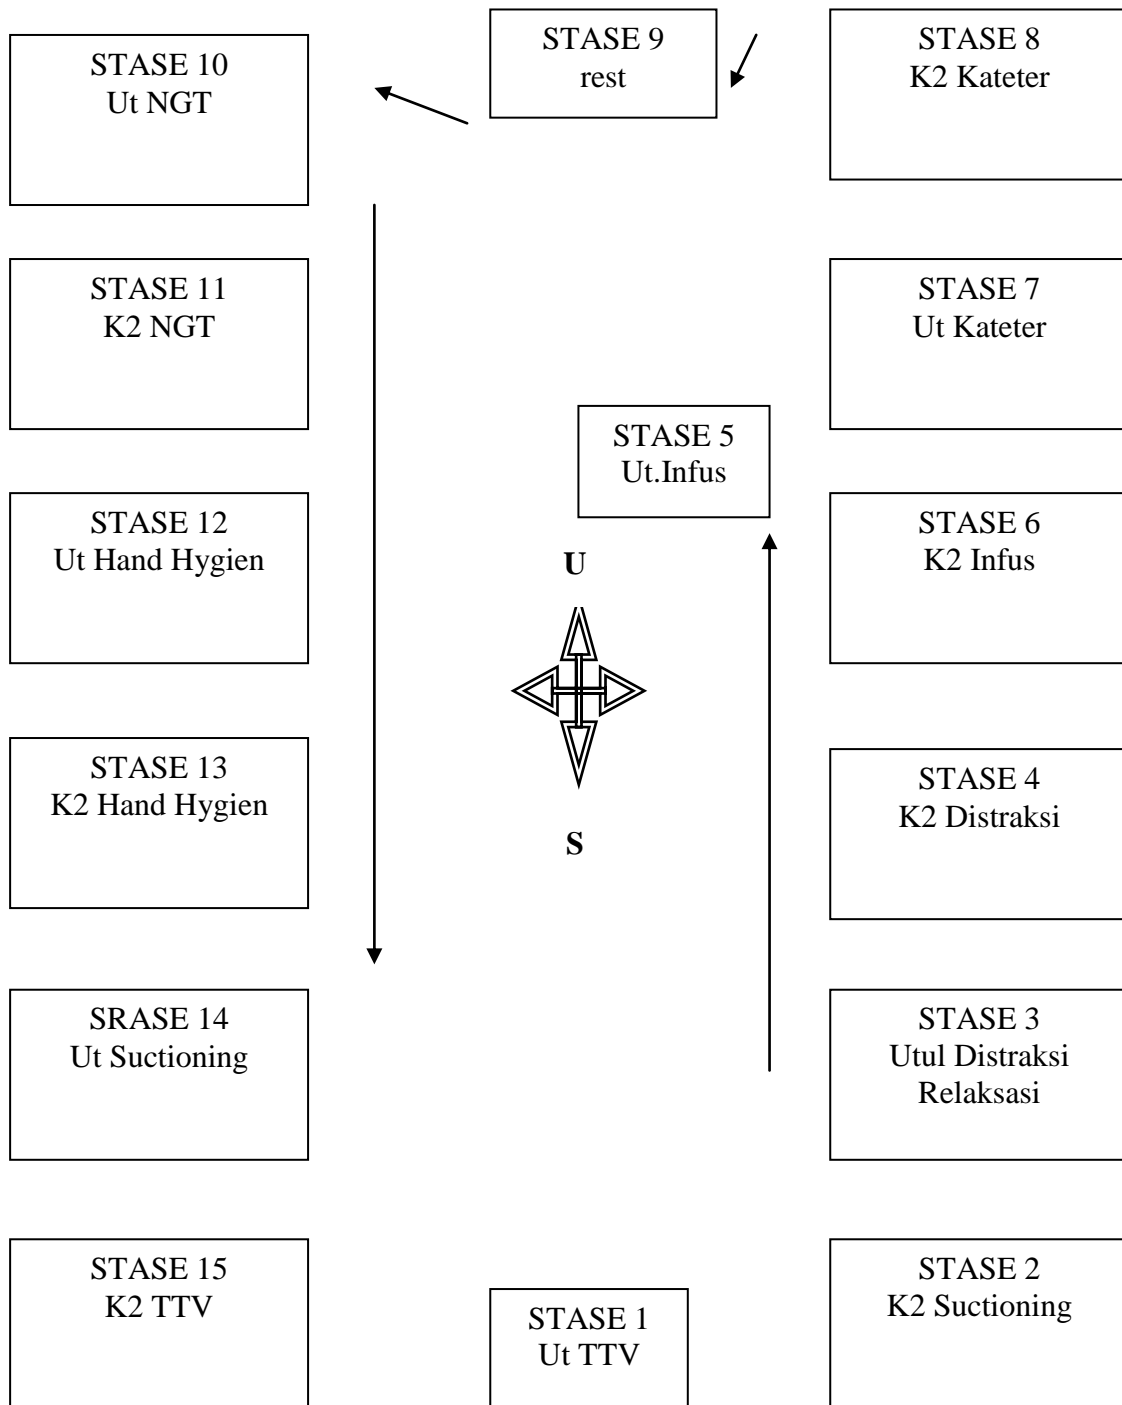 STASE 10
Ut NGT
STASE 9
rest
STASE 8
K2 Kateter
STASE 11
K2 NGT
STASE 7
Ut Kateter
STASE 5
Ut.Infus
STASE 12
Ut Hand Hygien
STASE 6
K2 Infus
U
S
STASE 13
K2 Hand Hygien
STASE 4
K2 Distraksi
SRASE 14
Ut Suctioning
STASE 3
Utul Distraksi
Relaksasi
STASE 15
K2 TTV
STASE 1
Ut TTV
STASE 2
K2 Suctioning